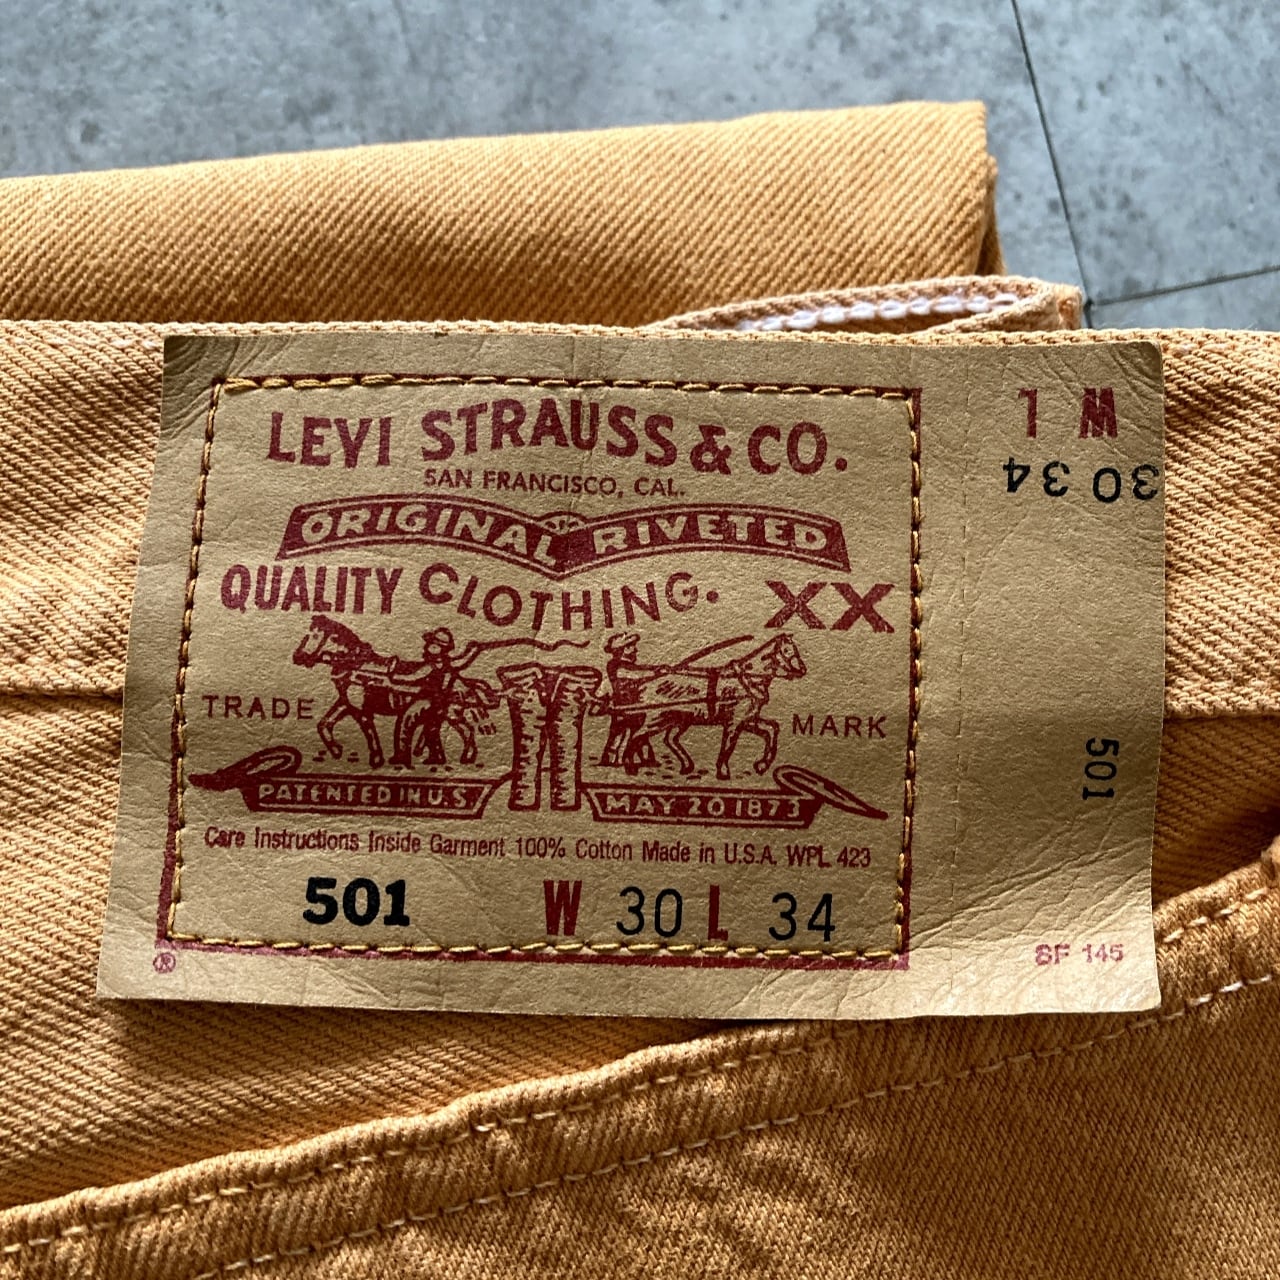 LEVI STRAUSS & CO.
SAN FRANCISCO, CAL.
ORIGINAL RIVETED
QUALITY CLOTHING. XX
TRADE MARK
PATENTED IN U.S. MAY 20 1873
Care Instructions Inside Garment 100% Cotton Made in U.S.A. WPL 423
501 W 30 L 34
®
W L
30 34
501
SF 145